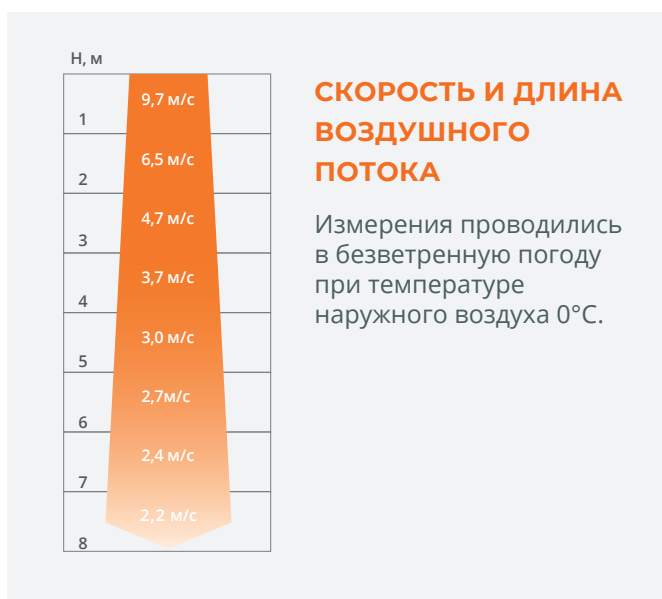 Н, м
9,7 м/с
1
6,5 м/с
2
4,7 м/с
3
3,7 м/с
4
3,0 м/с
5
2,7м/с
6
2,4 м/с
7
2,2 м/с
8
СКОРОСТЬ И ДЛИНА
ВОЗДУШНОГО
ПОТОКА
Измерения проводились
в безветренную погоду
при температуре
наружного воздуха 0°С.